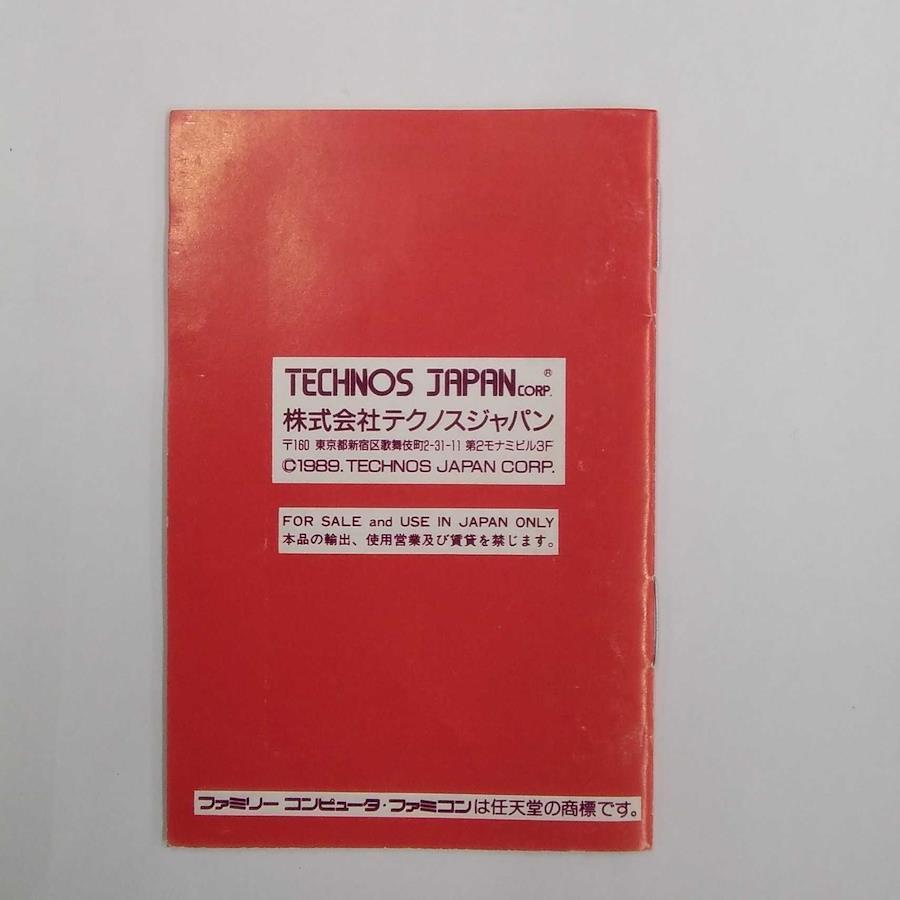 TECHNOS JAPAN CORP.®
株式会社テクノスジャパン
〒160 東京都新宿区歌舞伎町2-31-11 第2モナミビル3F
©1989. TECHNOS JAPAN CORP.
FOR SALE and USE IN JAPAN ONLY
本品の輸出、使用営業及び賃貸を禁じます。
ファミリー コンピュータ・ファミコンは任天堂の商標です。